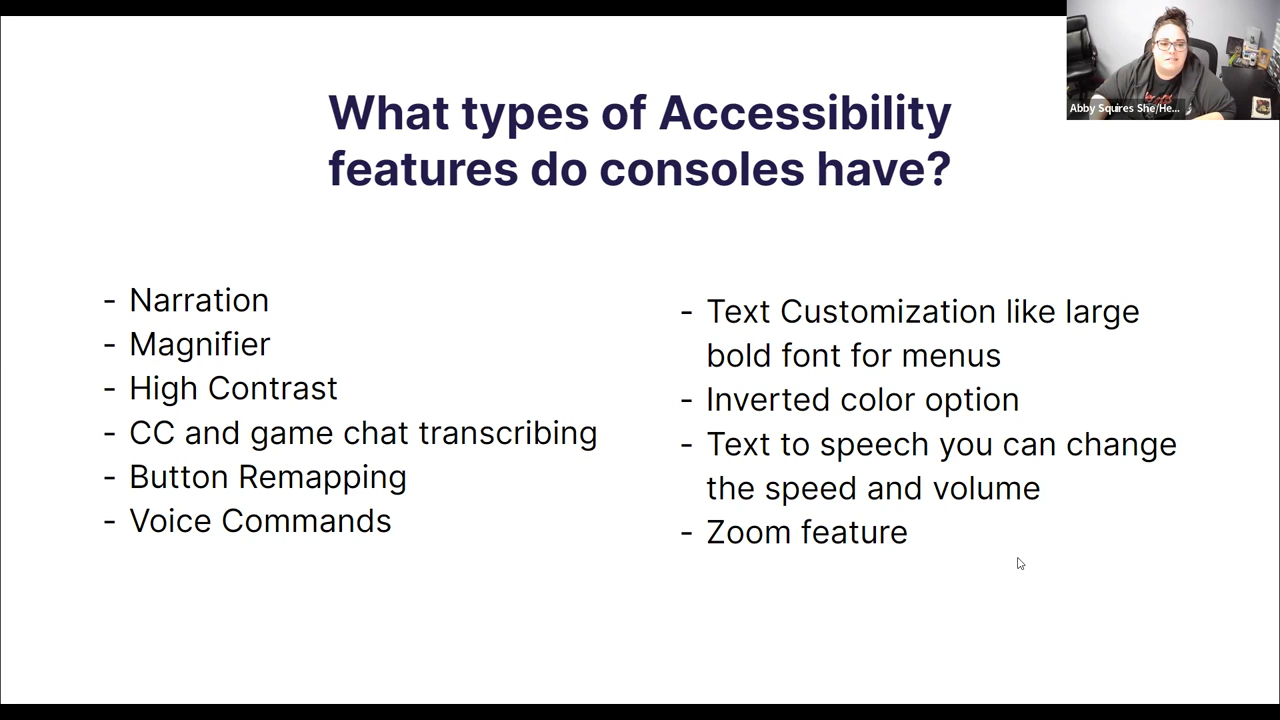 What types of Accessibility
features do consoles have?
Abby Squires She/He...
- Narration
- Magnifier
- High Contrast
- CC and game chat transcribing
- Button Remapping
- Voice Commands
- Text Customization like large
bold font for menus
- Inverted color option
- Text to speech you can change
the speed and volume
- Zoom feature